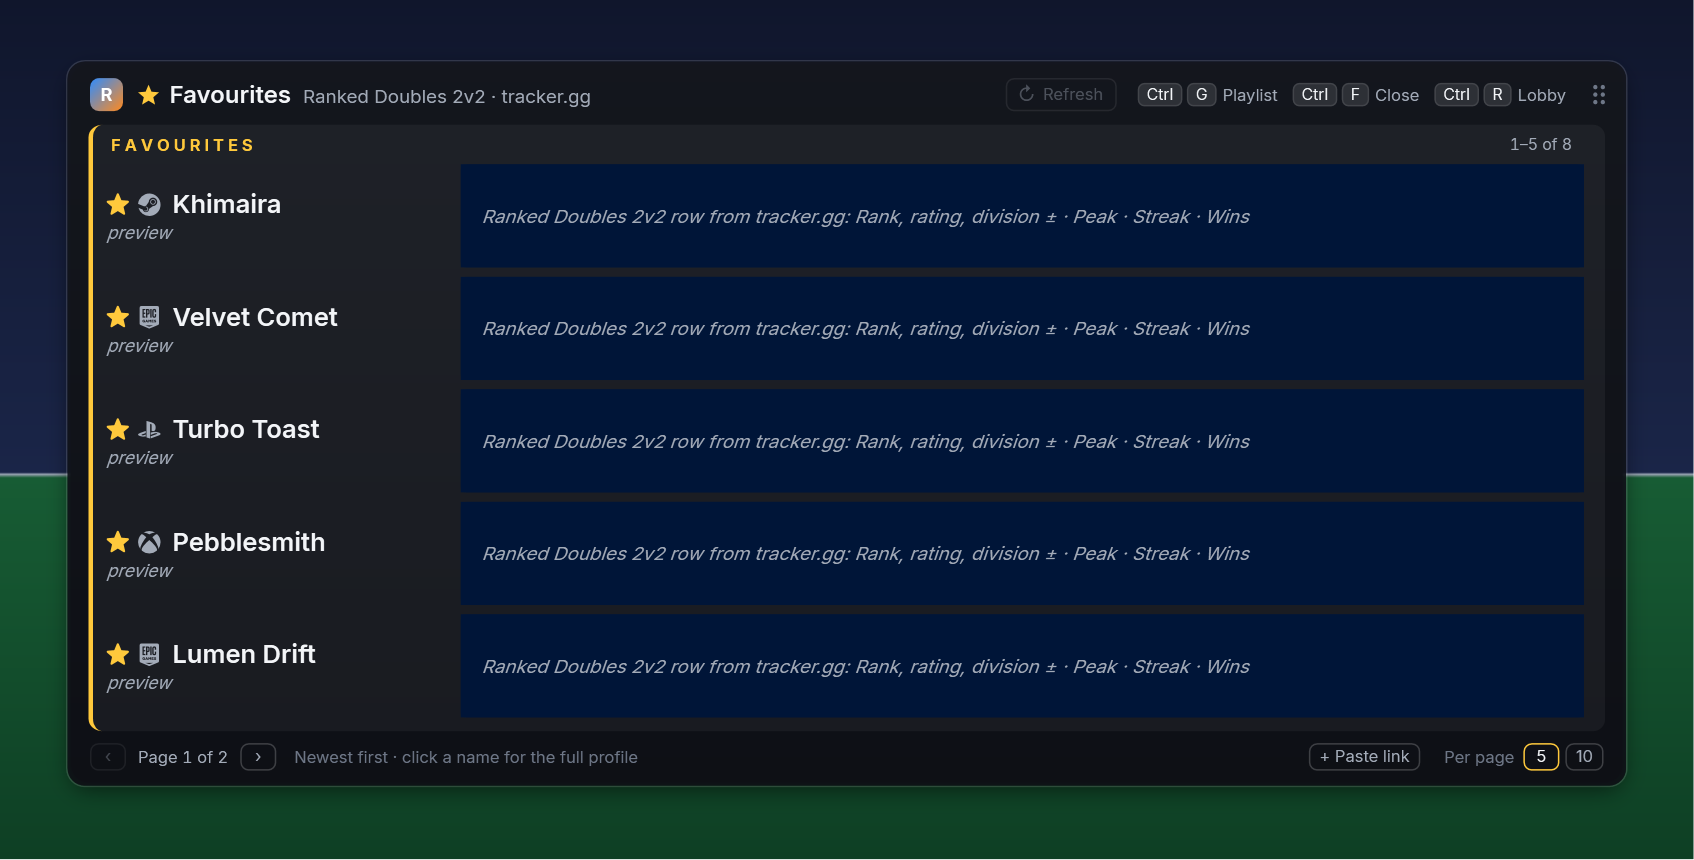 R Favourites Ranked Doubles 2v2 · tracker.gg Refresh Ctrl G Playlist Ctrl F Close Ctrl R Lobby
FAVOURITES 1–5 of 8
Khimaira
preview
Ranked Doubles 2v2 row from tracker.gg: Rank, rating, division ± · Peak · Streak · Wins
EPIC GAMES Velvet Comet
preview
Ranked Doubles 2v2 row from tracker.gg: Rank, rating, division ± · Peak · Streak · Wins
Turbo Toast
preview
Ranked Doubles 2v2 row from tracker.gg: Rank, rating, division ± · Peak · Streak · Wins
Pebblesmith
preview
Ranked Doubles 2v2 row from tracker.gg: Rank, rating, division ± · Peak · Streak · Wins
EPIC GAMES Lumen Drift
preview
Ranked Doubles 2v2 row from tracker.gg: Rank, rating, division ± · Peak · Streak · Wins
‹ Page 1 of 2 › Newest first · click a name for the full profile + Paste link Per page 5 10